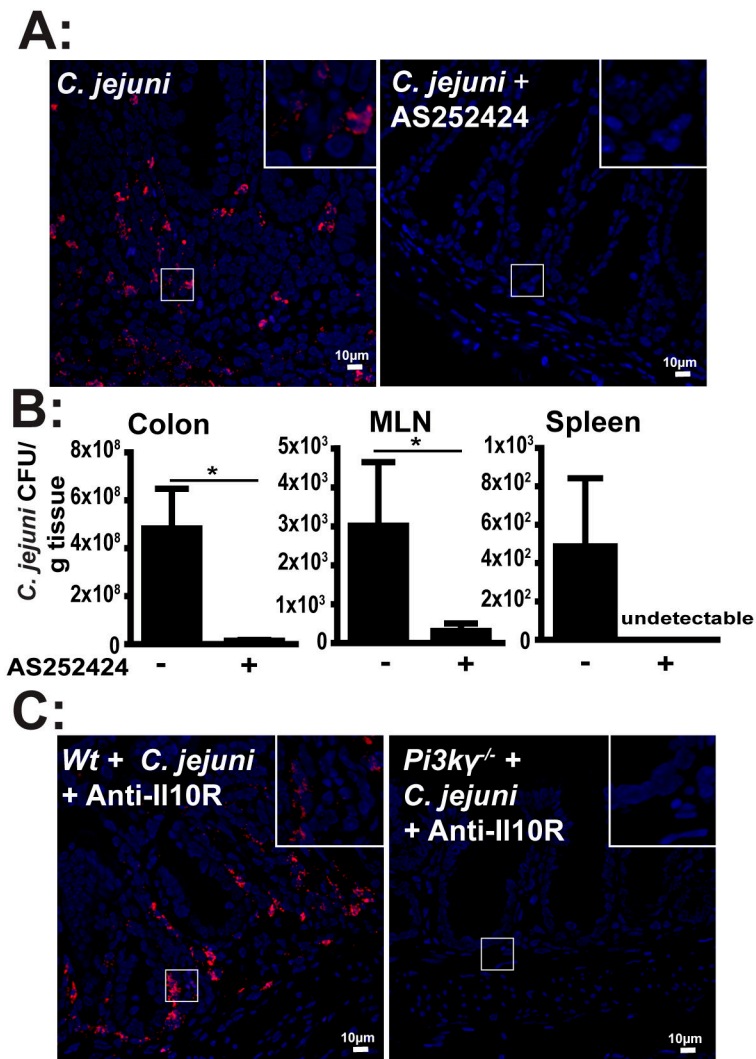 A:
C. jejuni
C. jejuni +
AS252424
10µm
10µm
B:
Colon
MLN
Spleen
C. jejuni CFU/
g tissue
8x10⁸
6x10⁸
4x10⁸
2x10⁸
0
*
5x10³
4x10³
3x10³
2x10³
1x10³
0
*
1x10³
8x10²
6x10²
4x10²
2x10²
0
undetectable
AS252424 - + - + - +
C:
Wt + C. jejuni
+ Anti-Il10R
Pi3kγ-/- +
C. jejuni
+ Anti-Il10R
10µm
10µm